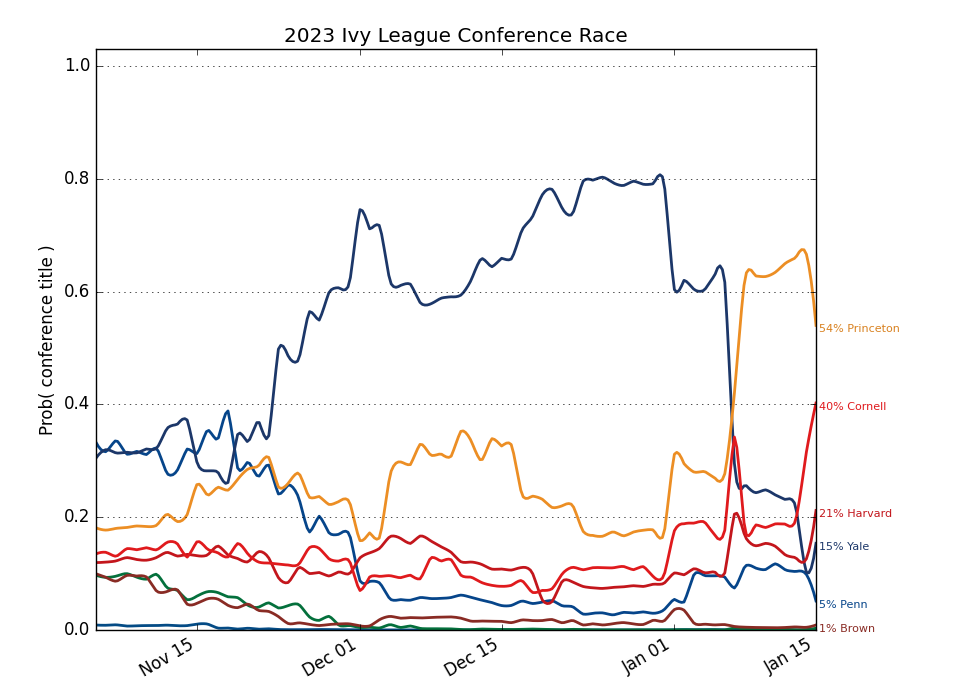 2023 Ivy League Conference Race
1.0
0.8
0.6
0.4
0.2
0.0
Prob( conference title )
54% Princeton
40% Cornell
21% Harvard
15% Yale
5% Penn
1% Brown
Nov 15
Dec 01
Dec 15
Jan 01
Jan 15